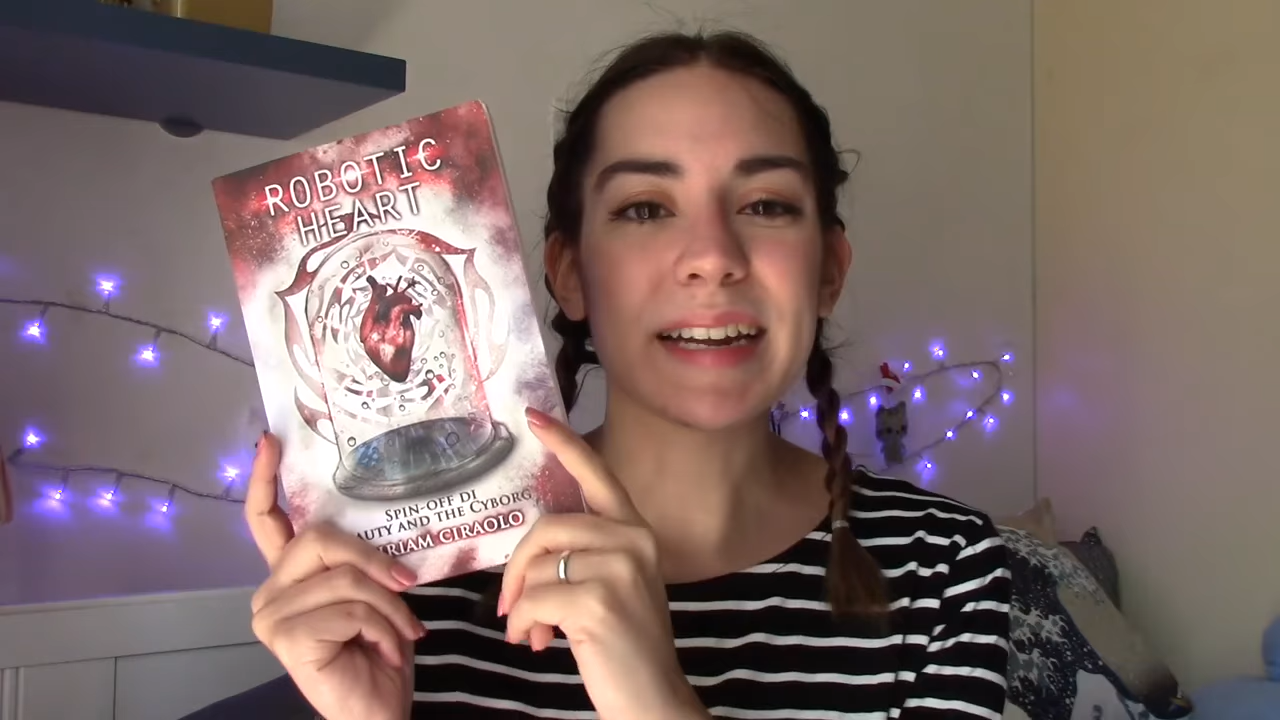 ROBOTIC
HEART
SPIN-OFF DI
AUTY AND THE CYBORG
IRIAM CIRAOLO